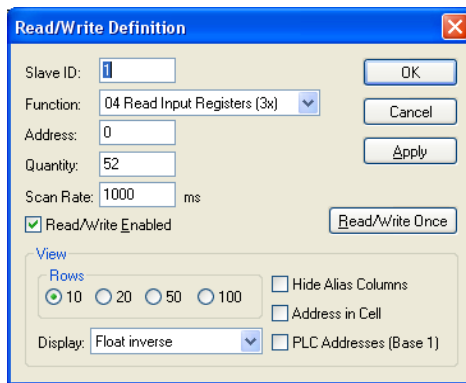 Read/Write Definition
Slave ID: 1
OK
Function: 04 Read Input Registers (3x)
Cancel
Address: 0
Apply
Quantity: 52
Scan Rate: 1000 ms
Read/Write Enabled
Read/Write Once
View
Rows
10 20 50 100
Hide Alias Columns
Address in Cell
Display: Float inverse
PLC Addresses (Base 1)